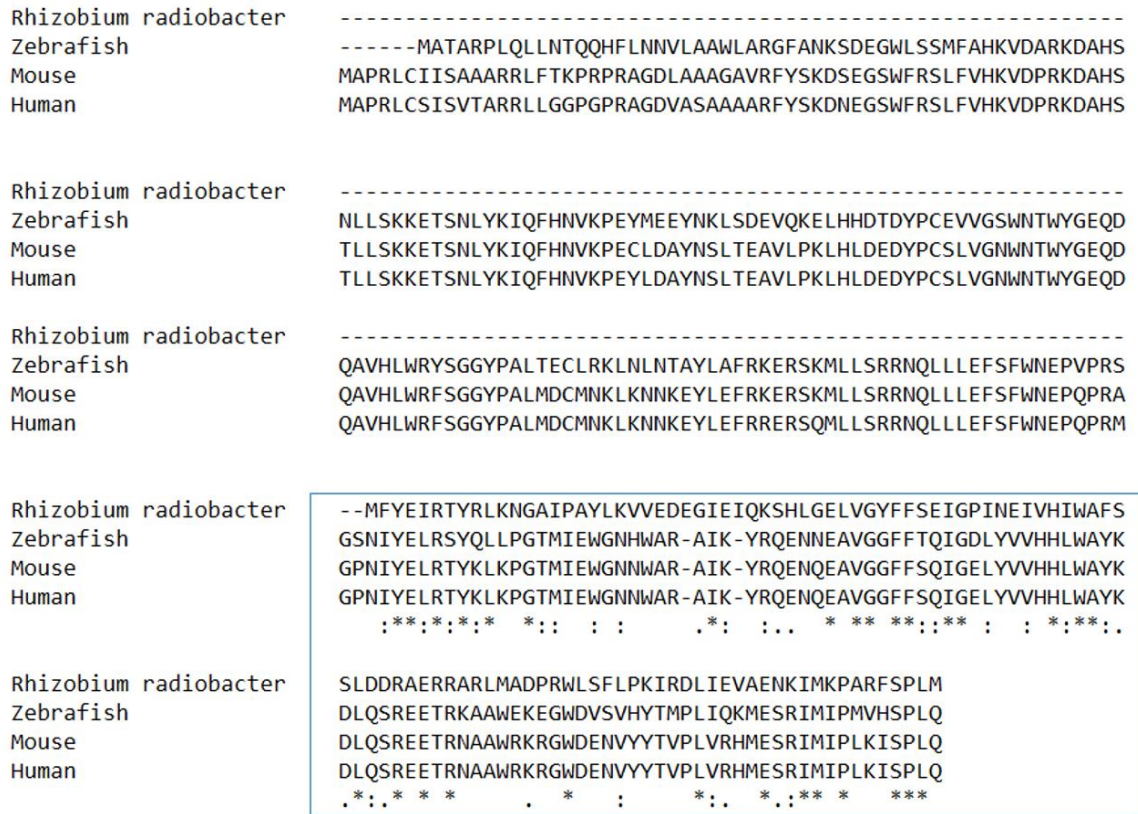 Rhizobium radiobacter ------------------------------------------------------------
Zebrafish ------MATARPLQLLNTQQHFLNNVLAAWLARGFANKSDEGWLSSMFAHKVDARKDAHS
Mouse MAPRLCIISAAARRLFTKPRPRAGDLAAAGAVRFYSKDSEGSWFRSLFVHKVDPRKDAHS
Human MAPRLCSISVTARRLLGGPGPRAGDVASAAAARFYSKDNEGSWFRSLFVHKVDPRKDAHS
Rhizobium radiobacter ------------------------------------------------------------
Zebrafish NLLSKKETSNLYKIQFHNVKPEYMEEYNKLSDEVQKELHHDTDYPCEVVGSWNTWYGEQD
Mouse TLLSKKETSNLYKIQFHNVKPECLDAYNSLTEAVLPKLHLDEDYPCSLVGNWNTWYGEQD
Human TLLSKKETSNLYKIQFHNVKPEYLDAYNSLTEAVLPKLHLDEDYPCSLVGNWNTWYGEQD
Rhizobium radiobacter ------------------------------------------------------------
Zebrafish QAVHLWRYSGGYPALTECLRKLNLNTAYLAFRKERSKMLLSRRNQLLLEFSFWNEPVPRS
Mouse QAVHLWRFSGGYPALMDCMNKLKNNKEYLEFRKERSKMLLSRRNQLLLEFSFWNEPQPRA
Human QAVHLWRFSGGYPALMDCMNKLKNNKEYLEFRRERSQMLLSRRNQLLLEFSFWNEPQPRM
Rhizobium radiobacter --MFYEIRTYRLKNGAIPAYLKVVEDEGIEIQKSHLGELVGYFFSEIGPINEIVHIWAFS
Zebrafish GSNIYELRSYQLLPGTMIEWGNHWAR-AIK-YRQENNEAVGGFFTQIGDLYVVHHLWAYK
Mouse GPNIYELRTYKLKPGTMIEWGNNWAR-AIK-YRQENQEAVGGFFSQIGELYVVHHLWAYK
Human GPNIYELRTYKLKPGTMIEWGNNWAR-AIK-YRQENQEAVGGFFSQIGELYVVHHLWAYK
:**:*:*:* *:: : : .*: :.. * ** **::** : : *:**:.
Rhizobium radiobacter SLDDRAERRARLMADPRWLSFLPKIRDLIEVAENKIMKPARFSPLM
Zebrafish DLQSREETRKAAWEKEGWDVSVHYTMPLIQKMESRIMIPMVHSPLQ
Mouse DLQSREETRNAAWRKRGWDENVYYTVPLVRHMESRIMIPLKISPLQ
Human DLQSREETRNAAWRKRGWDENVYYTVPLVRHMESRIMIPLKISPLQ
.*:.* * * . * : *:. *.:** * ***